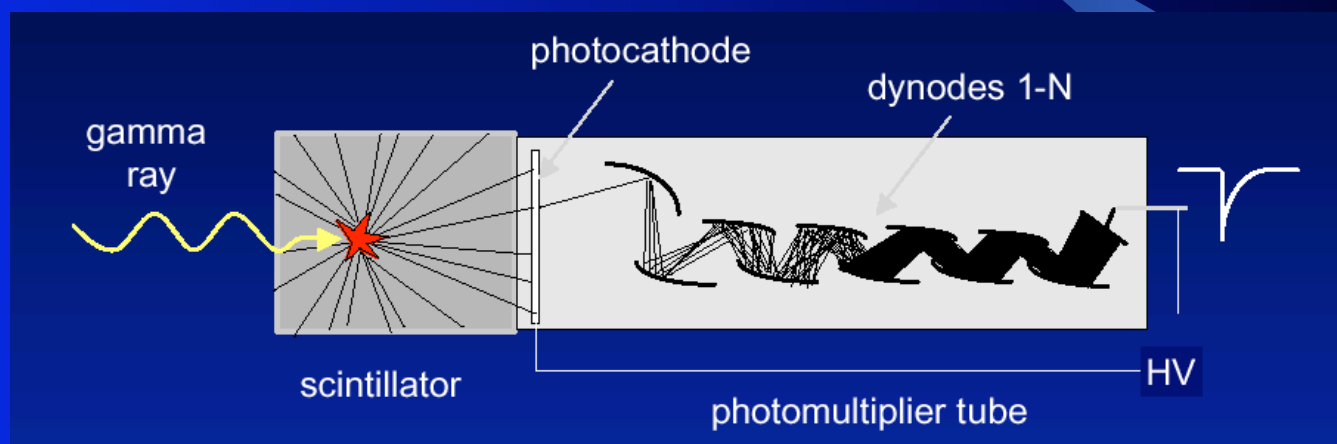 photocathode
dynodes 1-N
gamma
ray
scintillator
HV
photomultiplier tube